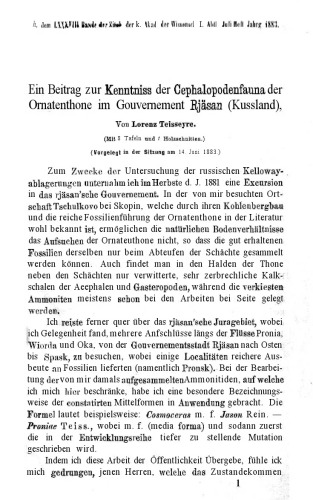 dem LXXXVIII Bande der Sitzb der k. Akad der Wissensch I. Abth Juli-Heft Jahrg 1883.
Ein Beitrag zur Kenntniss der Cephalopodenfauna der
Ornatenthone im Gouvernement Rjäsan (Russland),
Von Lorenz Teisseyre.
(Mit 8 Tafeln und Holzschnitten.)
(Vorgelegt in der Sitzung am 14. Juni 1883.)
Zum Zwecke der Untersuchung der russischen Kelloway-
ablagerungen unternahm ich im Herbste d. J. 1881 eine Excursion
in das rjäsan'sche Gouvernement. In der von mir besuchten Ort-
schaft Tschulkovo bei Skopin, welche durch ihren Kohlenbergbau
und die reiche Fossilienführung der Ornatenthone in der Literatur
wohl bekannt ist, ermöglichen die natürlichen Bodenverhältnisse
das Aufsuchen der Ornatenthone nicht, so dass die gut erhaltenen
Fossilien derselben nur beim Abteufen der Schächte gesammelt
werden können. Auch findet man in den Halden der Thone
neben den Schächten nur verwitterte, sehr zerbrechliche Kalk-
schalen der Acephalen und Gasteropoden, während die verkiesten
Ammoniten meistens schon bei den Arbeiten bei Seite gelegt
werden.
Ich reiste ferner quer über das rjäsan'sche Juragebiet, wobei
ich Gelegenheit fand, mehrere Aufschlüsse längs der Flüsse Pronia,
Wiorda und Oka, von der Gouvernementsstadt Rjäsan nach Osten
bis Spask, zu besuchen, wobei einige Localitäten reichere Aus-
beute an Fossilien lieferten (namentlich Pronsk). Bei der Bearbei-
tung der von mir damals aufgesammelten Ammonitiden, auf welche
ich mich hier beschränke, habe ich eine besondere Bezeichnungs-
weise der constatirten Mittelformen in Anwendung gebracht. Die
Formel lautet beispielsweise: Cosmoceras m. f. Jason Rein. —
Proniae Teiss., wobei m. f. (media forma) und sodann zuerst
die in der Entwicklungsreihe tiefer zu stellende Mutation
geschrieben wird.
Indem ich diese Arbeit der Öffentlichkeit Übergebe, fühle ich
mich gedrungen, jenen Herren, welche das Zustandekommen
1